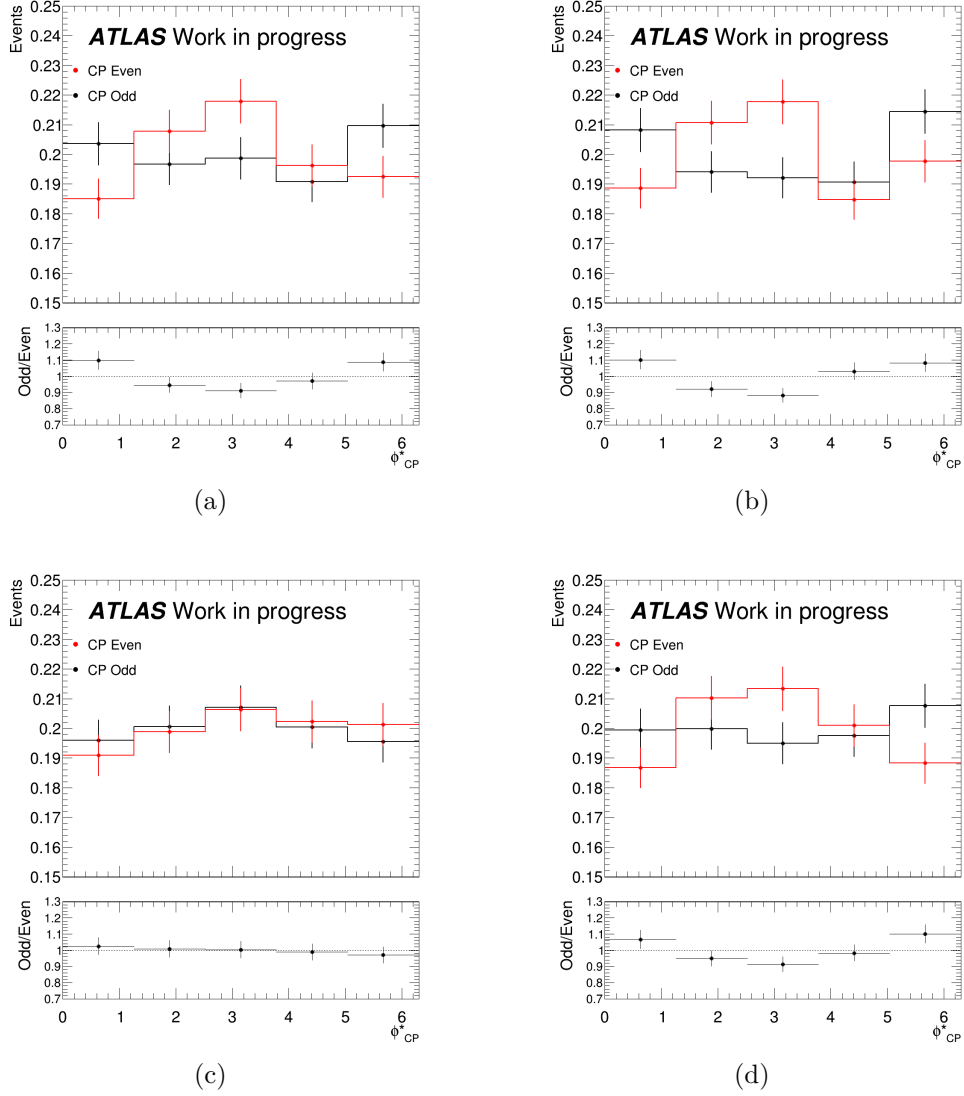 Events
0.25
0.24
0.23
0.22
0.21
0.2
0.19
0.18
0.17
0.16
0.15
ATLAS Work in progress
CP Even
CP Odd
Odd/Even
1.3
1.2
1.1
1
0.9
0.8
0.7
0 1 2 3 4 5 6
ϕ*CP
(a)
Events
0.25
0.24
0.23
0.22
0.21
0.2
0.19
0.18
0.17
0.16
0.15
ATLAS Work in progress
CP Even
CP Odd
Odd/Even
1.3
1.2
1.1
1
0.9
0.8
0.7
0 1 2 3 4 5 6
ϕ*CP
(b)
Events
0.25
0.24
0.23
0.22
0.21
0.2
0.19
0.18
0.17
0.16
0.15
ATLAS Work in progress
CP Even
CP Odd
Odd/Even
1.3
1.2
1.1
1
0.9
0.8
0.7
0 1 2 3 4 5 6
ϕ*CP
(c)
Events
0.25
0.24
0.23
0.22
0.21
0.2
0.19
0.18
0.17
0.16
0.15
ATLAS Work in progress
CP Even
CP Odd
Odd/Even
1.3
1.2
1.1
1
0.9
0.8
0.7
0 1 2 3 4 5 6
ϕ*CP
(d)